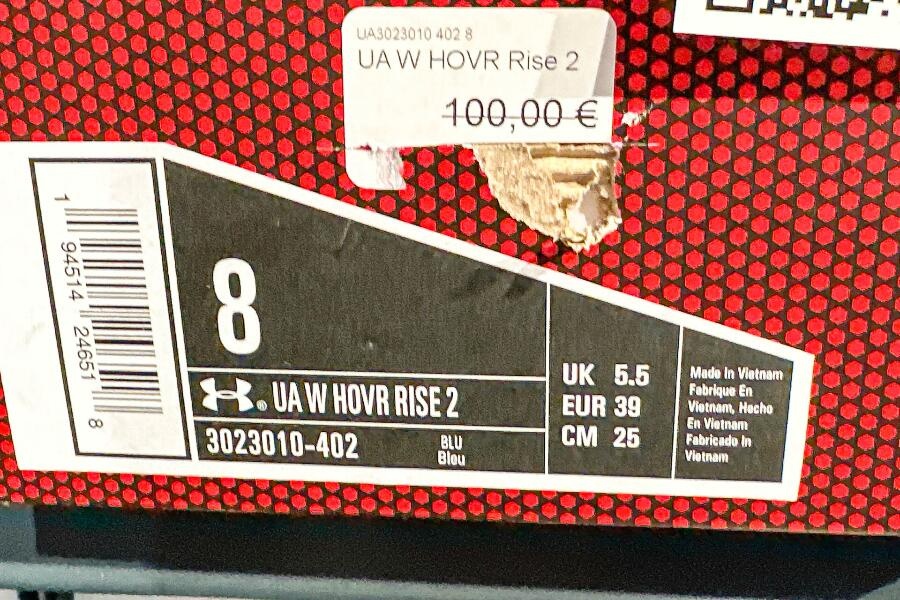 UA3023010 402 8
UA W HOVR Rise 2
100,00 €
1 94514 24651 8
8
® UA W HOVR RISE 2
3023010-402
BLU
Bleu
UK 5.5
EUR 39
CM 25
Made In Vietnam
Fabrique En
Vietnam, Hecho
En Vietnam
Fabricado In
Vietnam